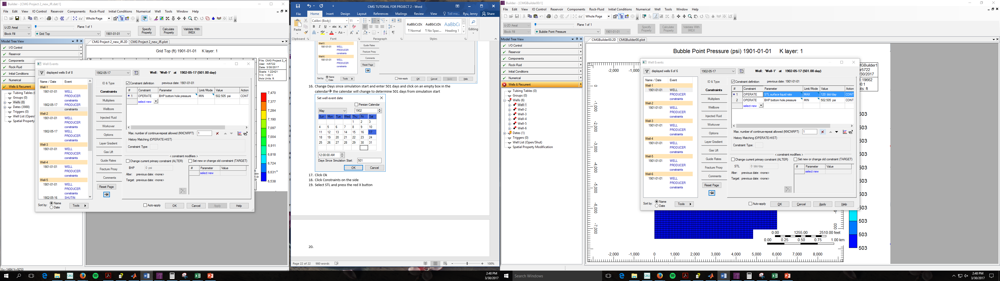 Builder - [CMG Project 2_new_JR.dat:1]
File Edit View IO Control Reservoir Components Rock-Fluid Initial Conditions Numerical Well Tools Window Help
Whole Page
IJ-2D Areal
Plane 1 of 1
Block Fill
Grid Top
1901-01-01
Specify Property
Calculate Property
Validate With IMEX
Model Tree View
CMG Project 2_new_JR.2D CMG Project 2_new_JR.plot
I/O Control
Reservoir
Components
Rock-Fluid
Initial Conditions
Numerical
Wells & Recurrent
Tubing Tables (
Groups (0)
Wells (8)
Dates (3988)
Triggers (0)
Well List (Open/
Spatial Property
Grid Top (ft) 1901-01-01 K layer: 1
File: CMG Project 2_n
User: hr5722
Date: 3/30/2017
Scale: 1:22421
Y/X: 1.00:1
Axis Units: ft
7,470
7,377
7,284
7,190
7,097
7,004
6,911
6,818
6,724
6,631
6,538
Well Events
displayed wells 8 of 8
1902-05-17
Well: 'Well-1' at 1902-05-17 (501.00 day)
Name / Date Event
Well-1
1901-01-01 WELL
PRODUCER
constraints
1902-05-17 PRODUCER
constraints
Well-2
1901-01-01 WELL
PRODUCER
constraints
1902-05-17 WELL
PRODUCER
constraints
Well-3
1901-01-01 WELL
PRODUCER
constraints
Well-4
1901-01-01 WELL
PRODUCER
constraints
Well-5
1901-01-01 WELL
PRODUCER
constraints
1902-05-16 SHUTIN
ID & Type
Constraints
Multipliers
Wellbore
Injected Fluid
Workover
Options
Layer Gradient
Gas Lift
Guide Rates
Fracture Proxy
Comments
Reset Page
Constraint definition previous date: 1901-01-01
# Constraint Parameter Limit/Mode Value Action
1 OPERATE BHP bottom hole pressure MIN 502.505 psi CONT
select new
Max. number of continue-repeat allowed (MXCNRPT) 1
History Matching (OPERATE-HIST)
Constraint Type:
< constraint modifiers >
Change current primary constraint (ALTER)
Set new or change old constraint (TARGET)
BHP 0 psi
# Parameter Value
select new
Alter: previous date: <none>
Target: previous date: <none>
Sort by: Name
Date
Tools
Auto-apply OK Cancel Apply Help
X=-1484 Y=9253
CMG TUTORIAL FOR PROJECT 2 - Word
File Home Insert Design Layout References Mailings Review View Tell me... Ryu, Jenny Share
Paste
Calibri (Body) 11
AaBbCcDc AaBbCcDc AaBbCc
¶ Normal ¶ No Spac... Heading 1
Editing
Clipboard Font Paragraph Styles
Well-5
1901-01-01 WELL
PRODUCER
constraints
Well-6
1901-01-01 WELL
PRODUCER
constraints
Guide Rates
Fracture Proxy
Comments
Reset Page
Sort by: Name
Date
Tools
Auto-apply OK Cancel Apply Help
16. Change Days since simulation start and enter 501 days and click on an empty box in the
calendar→ the calendar will change to determine 501 days from simulation start
Set well event date
Persian Calendar
May 1902
Sun Mon Tue Wed Thu Fri Sat
1 2 3
4 5 6 7 8 9 10
11 12 13 14 15 16 17
18 19 20 21 22 23 24
25 26 27 28 29 30 31
12:00:00 AM
Days Since Simulation Start: 501
OK Cancel
17. Click Ok
18. Click Constraints on the side
19. Select STL and press the red X button
20.
Page 22 of 22 980 words
100%
2:48 PM
3/30/2017
Builder - [CMGBuilder00:1]
File Edit View IO Control Reservoir Components Rock-Fluid Initial Conditions Numerical Well Tools Window Help
Whole Page
IJ-2D Areal
Plane 1 of 1
Block Fill
Bubble Point Pressure
1901-01-01
Specify Property
Calculate Property
Validate With IMEX
Model Tree View
CMGBuilder00.2D CMGBuilder00.plot
I/O Control
Reservoir
Components
Rock-Fluid
Initial Conditions
Numerical
Wells & Recurrent
Tubing Tables (0)
Groups (0)
Wells (6)
Well-1
Well-2
Well-3
Well-4
Well-5
Well-6
Dates (1)
Triggers (0)
Well List (Open/Shut)
Spatial Property Modification
Bubble Point Pressure (psi) 1901-01-01 K layer: 1
-2,000 -1,000
MGBuilder1
hr5722
/30/2017
1:19662
00:1
its: ft
0
-1,000
-2,000
-3,000
-4,000
-5,000
-6,000
-7,000
503
503
503
503
503
503
503
503
503
503
503
Well Events
displayed wells 6 of 6
1902-05-17
Well: 'Well-1' at 1902-05-17 (501.00 day)
Name / Date Event
Well-1
1901-01-01 WELL
PRODUCER
constraints
Well-2
1901-01-01 WELL
PRODUCER
constraints
Well-3
1901-01-01 WELL
PRODUCER
constraints
Well-4
1901-01-01 WELL
PRODUCER
constraints
Well-5
1901-01-01 WELL
PRODUCER
constraints
Well-6
1901-01-01 WELL
PRODUCER
constraints
ID & Type
Constraints
Multipliers
Wellbore
Injected Fluid
Workover
Options
Layer Gradient
Gas Lift
Guide Rates
Fracture Proxy
Comments
Reset Page
Constraint definition previous date: 1901-01-01
# Constraint Parameter Limit/Mode Value Action
1 OPERATE STL surface liquid rate MAX 120 bbl/day CONT
2 OPERATE BHP bottom hole pressure MIN 502.505 psi CONT
select new
Max. number of continue-repeat allowed (MXCNRPT) 1
History Matching (OPERATE-HIST)
Constraint Type:
< constraint modifiers >
Change current primary constraint (ALTER)
Set new or change old constraint (TARGET)
STL 0 bbl/day
# Parameter Value
select new
Alter: previous date: <none>
Target: previous date: <none>
Sort by: Name
Date
Tools
Auto-apply OK Cancel Apply Help
0.00 1255.00 2510.00 feet
0.00 0.25 0.50 0.75 1.00 km
-2,000 -1,000 0 1,000 2,000 3,000 4,000 5,000 6,000 7,000 8,000
Search Windows
2:48 PM
3/30/2017